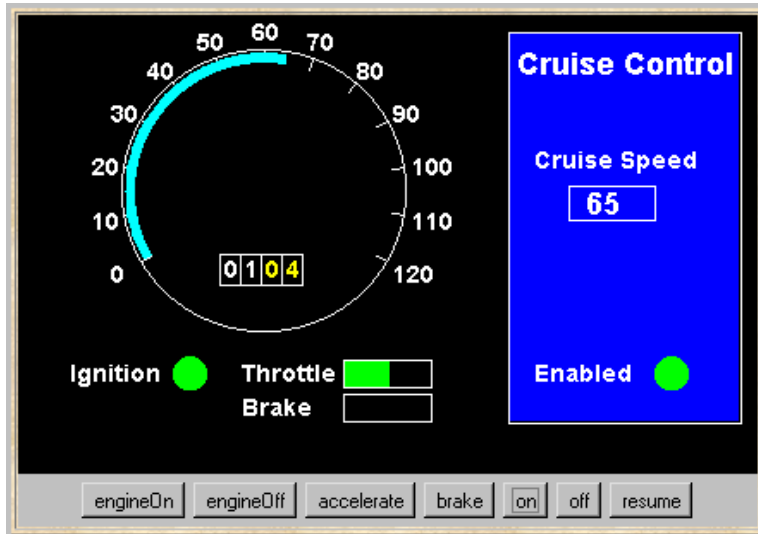 60
50 70
40 80
30 90
20 100
10 110
0 120
0104
Ignition Throttle
Brake
Cruise Control
Cruise Speed
65
Enabled
engineOn engineOff accelerate brake on off resume